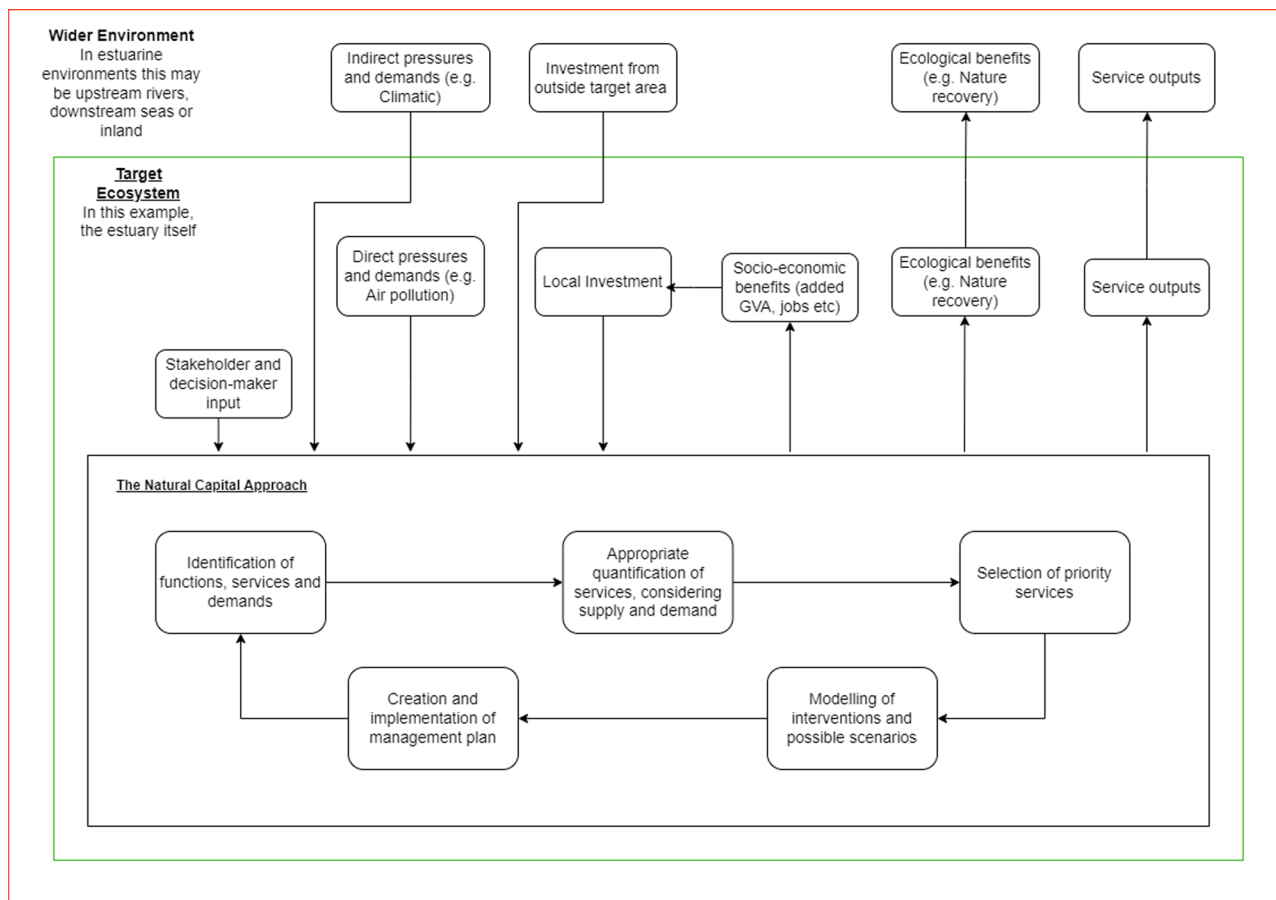 Wider Environment
In estuarine
environments this may
be upstream rivers,
downstream seas or
inland
Indirect pressures
and demands (e.g.
Climatic)
Investment from
outside target area
Ecological benefits
(e.g. Nature
recovery)
Service outputs
Target
Ecosystem
In this example,
the estuary itself
Direct pressures
and demands (e.g.
Air pollution)
Local Investment
Socio-economic
benefits (added
GVA, jobs etc)
Ecological benefits
(e.g. Nature
recovery)
Service outputs
Stakeholder and
decision-maker
input
The Natural Capital Approach
Identification of
functions, services and
demands
Appropriate
quantification of
services, considering
supply and demand
Selection of priority
services
Creation and
implementation of
management plan
Modelling of
interventions and
possible scenarios